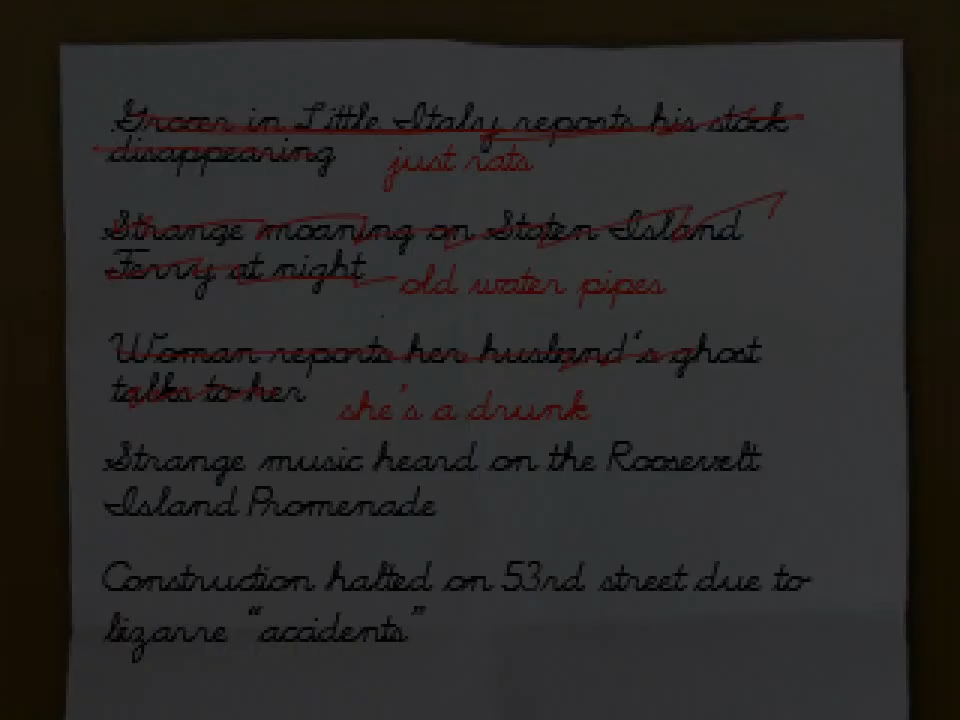 Grocer in Little Italy reports his stock
disappearing just rats
Strange moaning on Staten Island
Ferry at night old water pipes
Woman reports her husband's ghost
talks to her she's a drunk
Strange music heard on the Roosevelt
Island Promenade
Construction halted on 53rd street due to
bizarre "accidents"